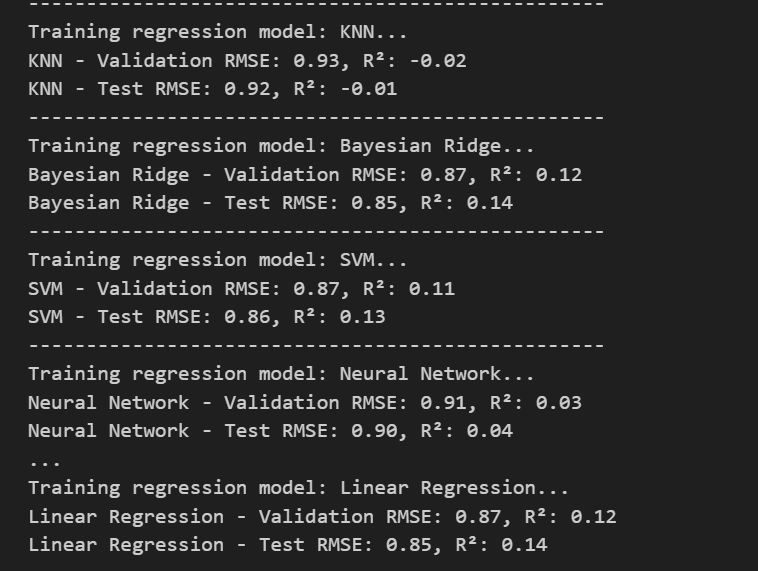 --------------------------------------------------
Training regression model: KNN...
KNN - Validation RMSE: 0.93, R²: -0.02
KNN - Test RMSE: 0.92, R²: -0.01
--------------------------------------------------
Training regression model: Bayesian Ridge...
Bayesian Ridge - Validation RMSE: 0.87, R²: 0.12
Bayesian Ridge - Test RMSE: 0.85, R²: 0.14
--------------------------------------------------
Training regression model: SVM...
SVM - Validation RMSE: 0.87, R²: 0.11
SVM - Test RMSE: 0.86, R²: 0.13
--------------------------------------------------
Training regression model: Neural Network...
Neural Network - Validation RMSE: 0.91, R²: 0.03
Neural Network - Test RMSE: 0.90, R²: 0.04
...
Training regression model: Linear Regression...
Linear Regression - Validation RMSE: 0.87, R²: 0.12
Linear Regression - Test RMSE: 0.85, R²: 0.14